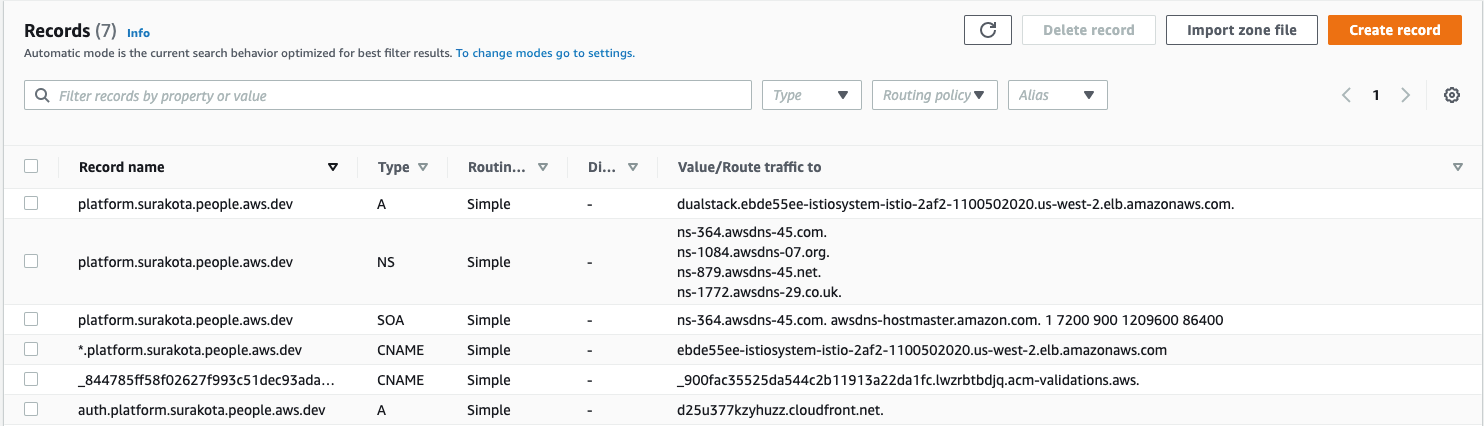 Records (7) Info
Delete record
Import zone file
Create record
Automatic mode is the current search behavior optimized for best filter results. To change modes go to settings.
Filter records by property or value
Type
Routing policy
Alias
1
Record name Type Routin... Di... Value/Route traffic to
platform.surakota.people.aws.dev A Simple - dualstack.ebde55ee-istiosystem-istio-2af2-1100502020.us-west-2.elb.amazonaws.com.
platform.surakota.people.aws.dev NS Simple - ns-364.awsdns-45.com.
ns-1084.awsdns-07.org.
ns-879.awsdns-45.net.
ns-1772.awsdns-29.co.uk.
platform.surakota.people.aws.dev SOA Simple - ns-364.awsdns-45.com. awsdns-hostmaster.amazon.com. 1 7200 900 1209600 86400
*.platform.surakota.people.aws.dev CNAME Simple - ebde55ee-istiosystem-istio-2af2-1100502020.us-west-2.elb.amazonaws.com
_844785ff58f02627f993c51dec93ada... CNAME Simple - _900fac35525da544c2b11913a22da1fc.lwzrbtbdjq.acm-validations.aws.
auth.platform.surakota.people.aws.dev A Simple - d25u377kzyhuzz.cloudfront.net.